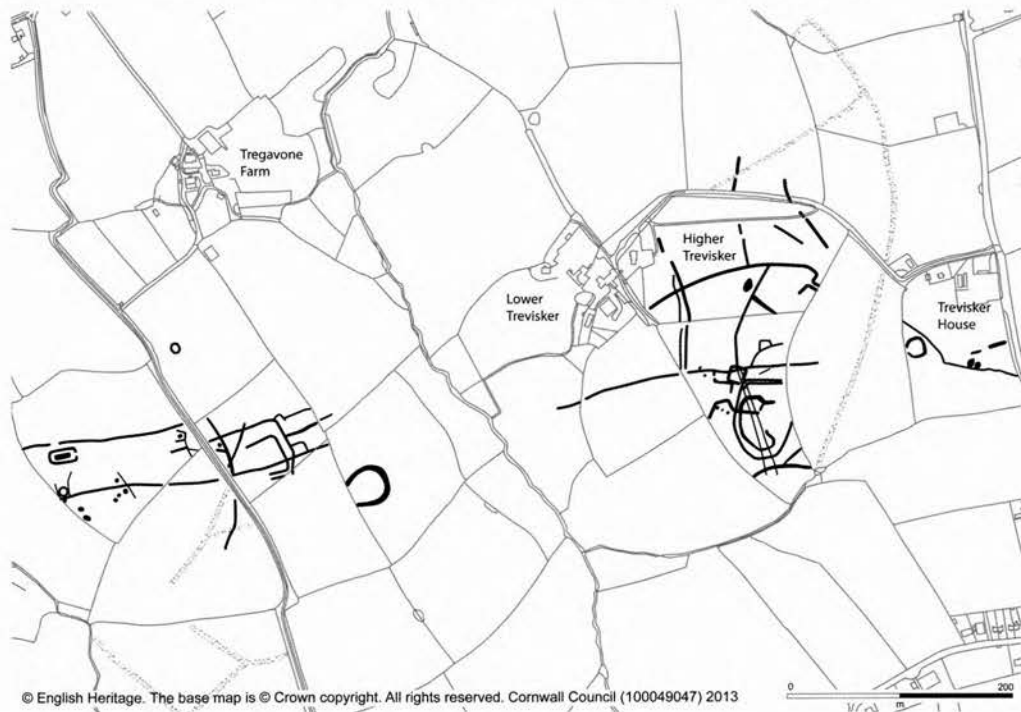 Tregavone
Farm
Higher
Trevisker
Lower
Trevisker
Trevisker
House
© English Heritage. The base map is © Crown copyright. All rights reserved. Cornwall Council (100049047) 2013
0
200
m